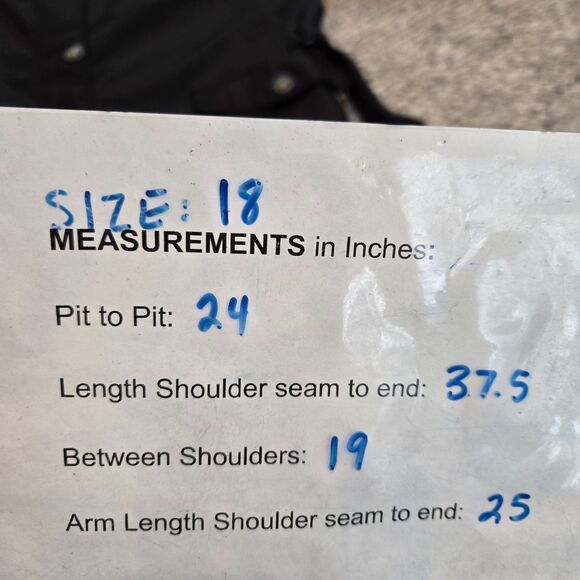 SIZE: 18
MEASUREMENTS in Inches:
Pit to Pit: 24
Length Shoulder seam to end: 37.5
Between Shoulders: 19
Arm Length Shoulder seam to end: 25